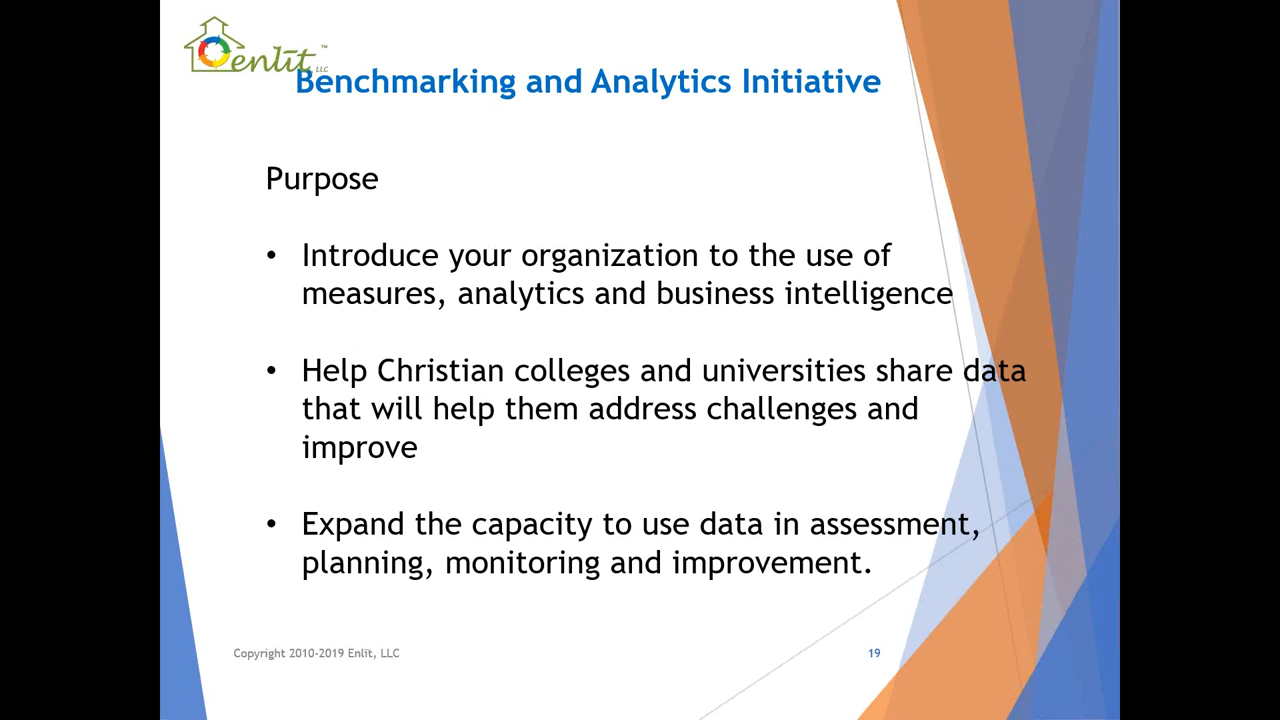 enlīt™
LLC
Benchmarking and Analytics Initiative
Purpose
• Introduce your organization to the use of
measures, analytics and business intelligence
• Help Christian colleges and universities share data
that will help them address challenges and
improve
• Expand the capacity to use data in assessment,
planning, monitoring and improvement.
Copyright 2010-2019 Enlīt, LLC
19